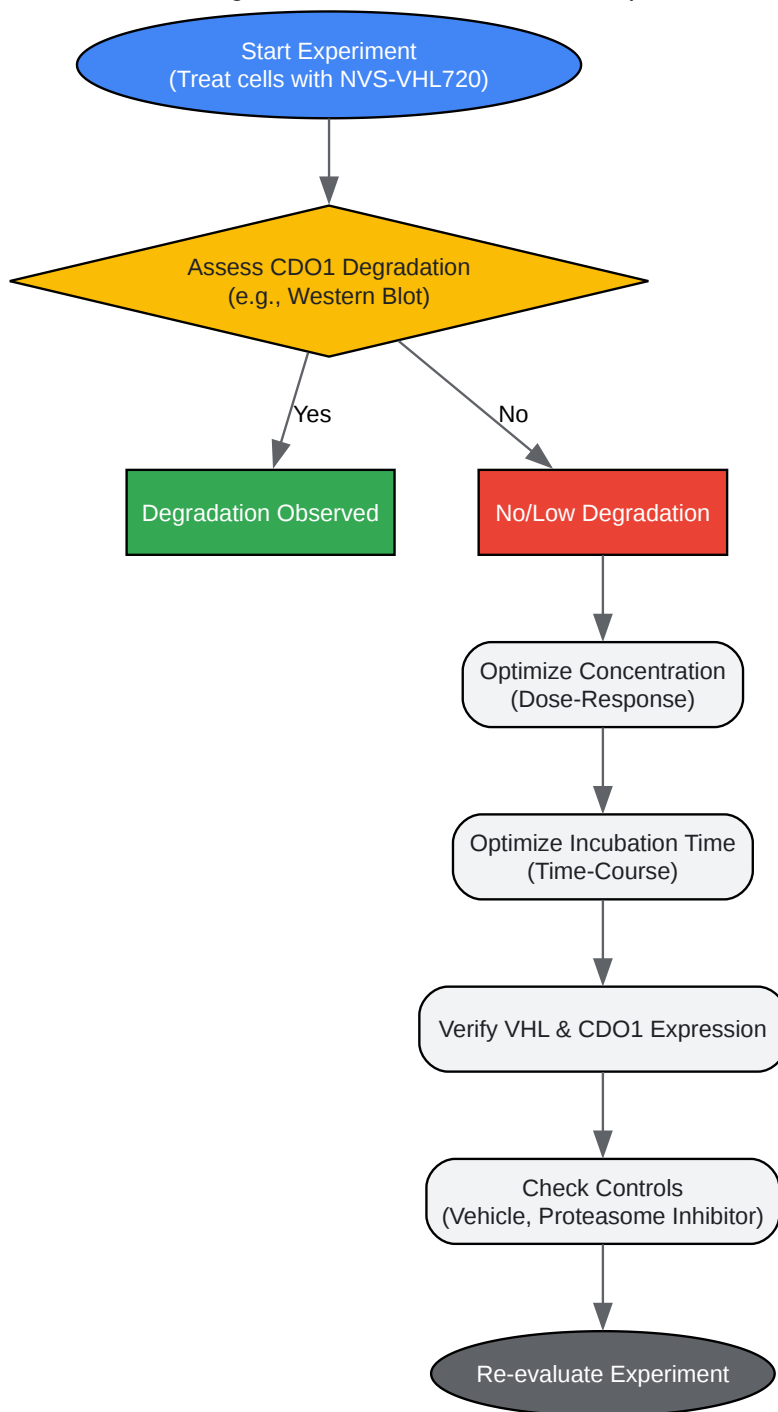 Start Experiment
(Treat cells with NVS-VHL720)
Assess CDO1 Degradation
(e.g., Western Blot)
Yes
No
Degradation Observed
No/Low Degradation
Optimize Concentration
(Dose-Response)
Optimize Incubation Time
(Time-Course)
Verify VHL & CDO1 Expression
Check Controls
(Vehicle, Proteasome Inhibitor)
Re-evaluate Experiment